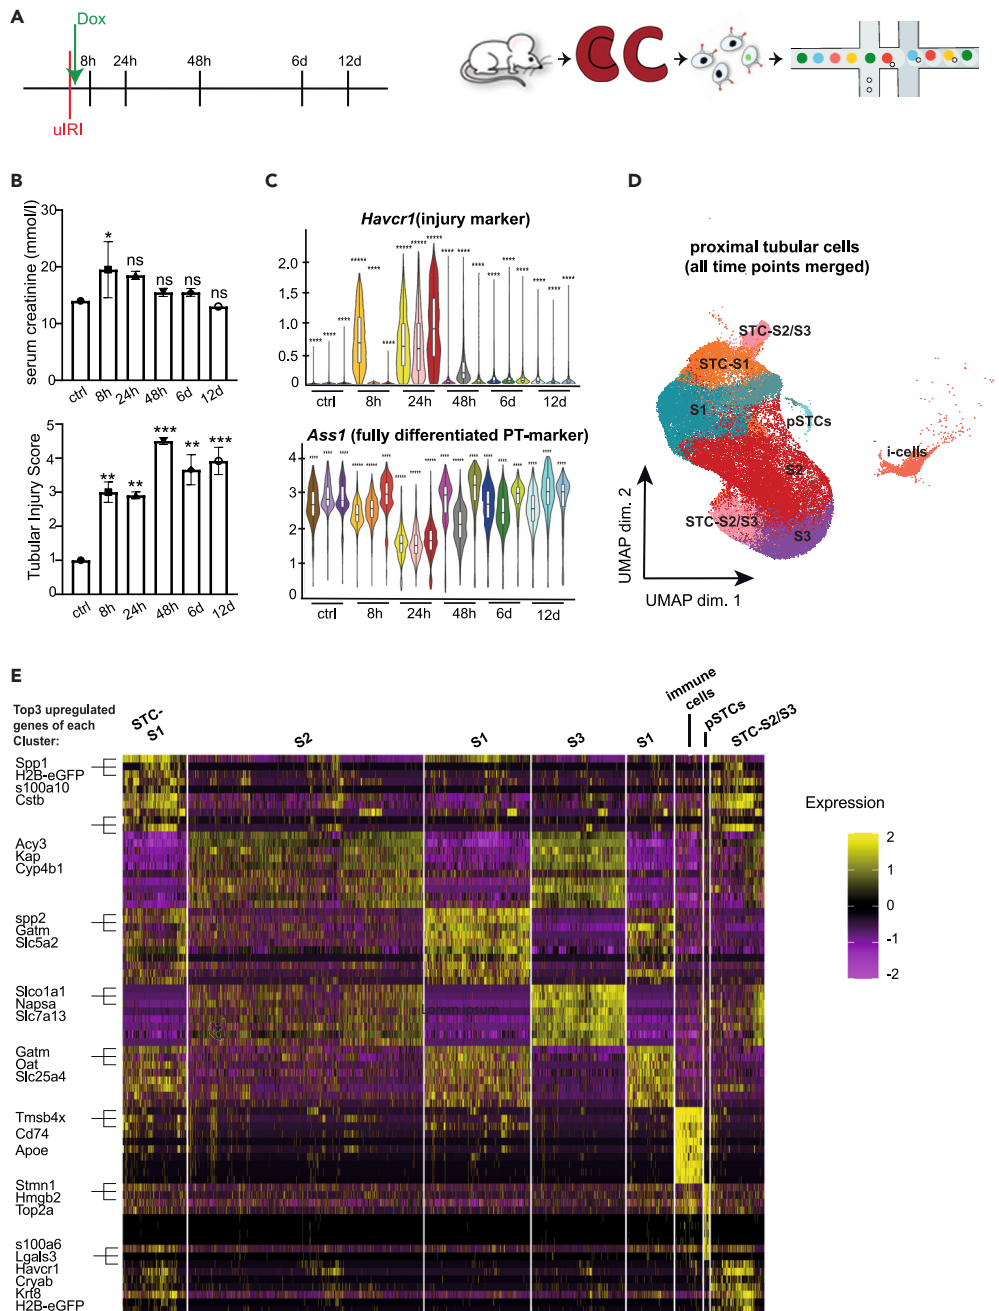 A
Dox
8h
24h
48h
6d
12d
uIRI
B
serum creatinine (mmol/l)
30
20
10
0
*
ns
ns
ns
ns
ctrl
8h
24h
48h
6d
12d
Tubular Injury Score
5
4
3
2
1
0
**
**
***
**
***
ctrl
8h
24h
48h
6d
12d
C
Havcr1(injury marker)
2.0
1.5
1.0
0.5
0
****
****
****
*****
****
****
*****
*****
*****
****
****
****
****
****
****
****
****
****
ctrl
8h
24h
48h
6d
12d
Ass1 (fully differentiated PT-marker)
4
3
2
1
0
ctrl
8h
24h
48h
6d
12d
D
proximal tubular cells
(all time points merged)
STC-S2/S3
STC-S1
S1
pSTCs
i-cells
S2
STC-S2/S3
S3
UMAP dim. 2
UMAP dim. 1
E
Top3 upregulated
genes of each
Cluster:
STC-
S1
S2
S1
S3
S1
immune
cells
pSTCs
STC-S2/S3
Spp1
H2B-eGFP
s100a10
Cstb
Acy3
Kap
Cyp4b1
spp2
Gatm
Slc5a2
Slco1a1
Napsa
Slc7a13
Gatm
Oat
Slc25a4
Tmsb4x
Cd74
Apoe
Stmn1
Hmgb2
Top2a
s100a6
Lgals3
Havcr1
Cryab
Krt8
H2B-eGFP
Expression
2
1
0
-1
-2